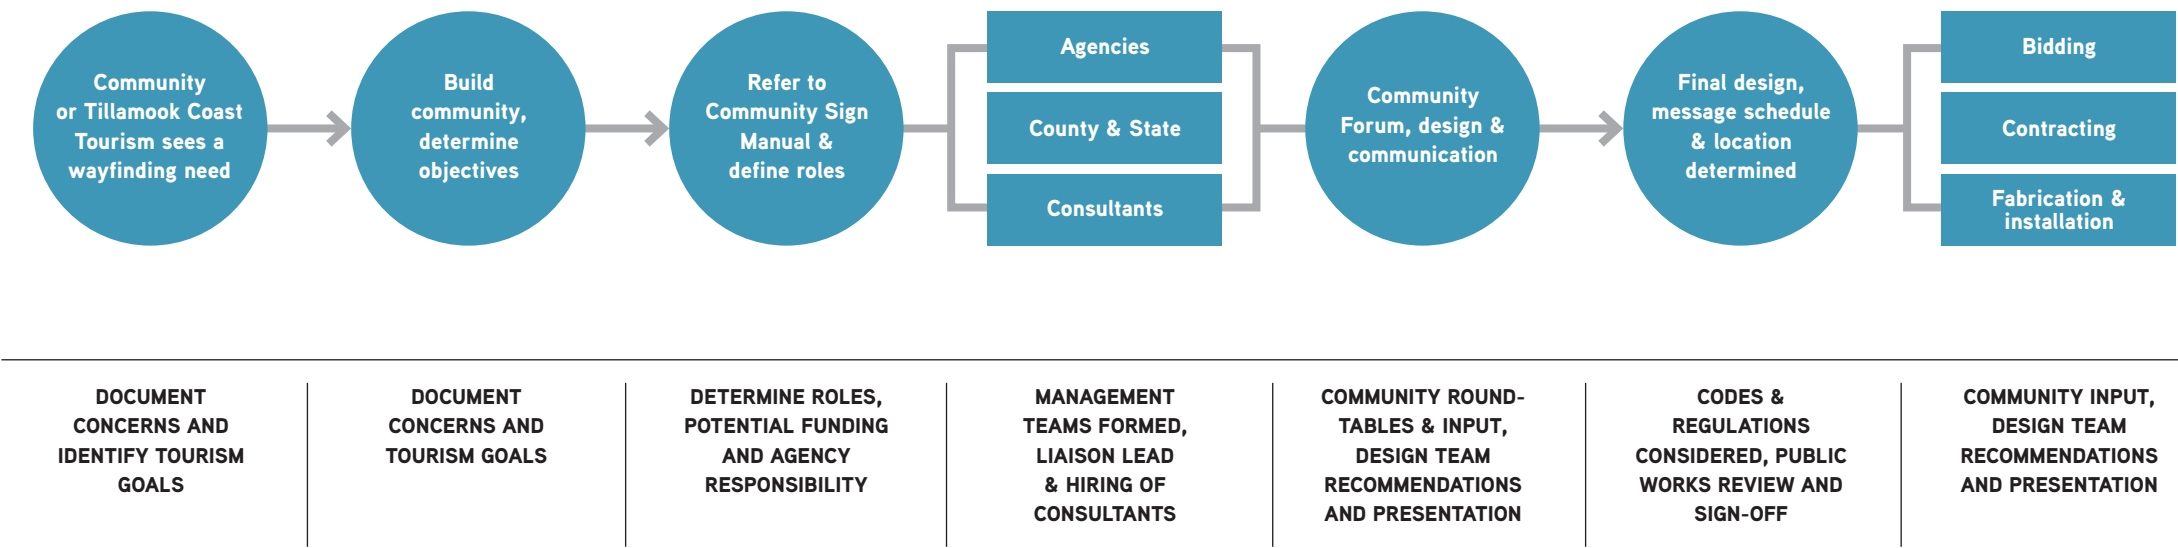 Community
or Tillamook Coast
Tourism sees a
wayfinding need
Build
community,
determine
objectives
Refer to
Community Sign
Manual &
define roles
Agencies
County & State
Consultants
Community
Forum, design &
communication
Final design,
message schedule
& location
determined
Bidding
Contracting
Fabrication &
installation
DOCUMENT
CONCERNS AND
IDENTIFY TOURISM
GOALS
DOCUMENT
CONCERNS AND
TOURISM GOALS
DETERMINE ROLES,
POTENTIAL FUNDING
AND AGENCY
RESPONSIBILITY
MANAGEMENT
TEAMS FORMED,
LIAISON LEAD
& HIRING OF
CONSULTANTS
COMMUNITY ROUND-
TABLES & INPUT,
DESIGN TEAM
RECOMMENDATIONS
AND PRESENTATION
CODES &
REGULATIONS
CONSIDERED, PUBLIC
WORKS REVIEW AND
SIGN-OFF
COMMUNITY INPUT,
DESIGN TEAM
RECOMMENDATIONS
AND PRESENTATION